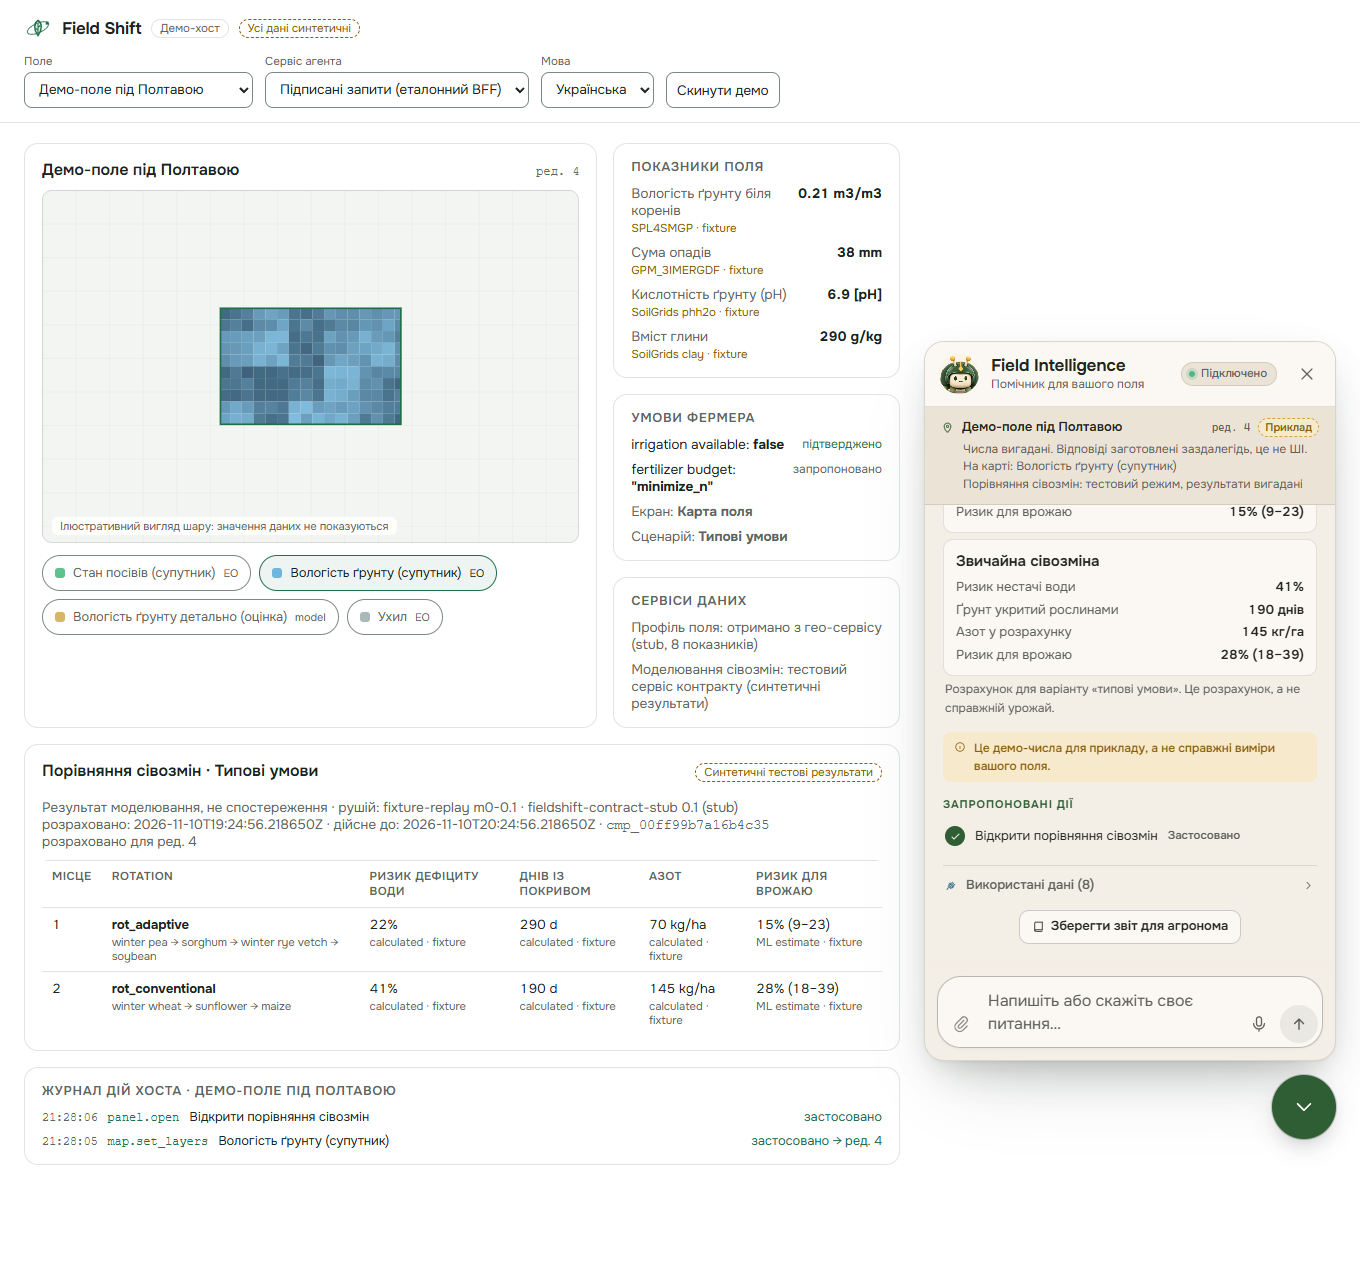 Field Shift Демо-хост Усі дані синтетичні
Поле Сервіс агента Мова
Демо-поле під Полтавою Підписані запити (еталонний BFF) Українська Скинути демо
Демо-поле під Полтавою ред. 4
Ілюстративний вигляд шару: значення даних не показуються
Стан посівів (супутник) EO Вологість ґрунту (супутник) EO
Вологість ґрунту детально (оцінка) model Ухил EO
ПОКАЗНИКИ ПОЛЯ
Вологість ґрунту біля 0.21 m3/m3
коренів
SPL4SMGP · fixture
Сума опадів 38 mm
GPM_3IMERGDF · fixture
Кислотність ґрунту (pH) 6.9 [pH]
SoilGrids phh2o · fixture
Вміст глини 290 g/kg
SoilGrids clay · fixture
УМОВИ ФЕРМЕРА
irrigation available: false підтверджено
fertilizer budget: запропоновано
"minimize_n"
Екран: Карта поля
Сценарій: Типові умови
СЕРВІСИ ДАНИХ
Профіль поля: отримано з гео-сервісу
(stub, 8 показників)
Моделювання сівозмін: тестовий
сервіс контракту (синтетичні
результати)
Порівняння сівозмін · Типові умови Синтетичні тестові результати
Результат моделювання, не спостереження · рушій: fixture-replay m0-0.1 · fieldshift-contract-stub 0.1 (stub)
розраховано: 2026-11-10T19:24:56.218650Z · дійсне до: 2026-11-10T20:24:56.218650Z · cmp_00ff99b7a16b4c35
розраховано для ред. 4
МІСЦЕ ROTATION РИЗИК ДЕФІЦИТУ ДНІВ ІЗ АЗОТ РИЗИК ДЛЯ
ВОДИ ПОКРИВОМ ВРОЖАЮ
1 rot_adaptive 22% 290 d 70 kg/ha 15% (9–23)
winter pea → sorghum → winter rye vetch → calculated · fixture calculated · fixture calculated · ML estimate · fixture
soybean fixture
2 rot_conventional 41% 190 d 145 kg/ha 28% (18–39)
winter wheat → sunflower → maize calculated · fixture calculated · fixture calculated · ML estimate · fixture
fixture
ЖУРНАЛ ДІЙ ХОСТА · ДЕМО-ПОЛЕ ПІД ПОЛТАВОЮ
21:28:06 panel.open Відкрити порівняння сівозмін застосовано
21:28:05 map.set_layers Вологість ґрунту (супутник) застосовано → ред. 4
Field Intelligence Підключено
Помічник для вашого поля
Демо-поле під Полтавою ред. 4 Приклад
Числа вигадані. Відповіді заготовлені заздалегідь, це не ШІ.
На карті: Вологість ґрунту (супутник)
Порівняння сівозмін: тестовий режим, результати вигадані
Ризик для врожаю 15% (9–23)
Звичайна сівозміна
Ризик нестачі води 41%
Ґрунт укритий рослинами 190 днів
Азот у розрахунку 145 кг/га
Ризик для врожаю 28% (18–39)
Розрахунок для варіанту «типові умови». Це розрахунок, а не
справжній урожай.
Це демо-числа для прикладу, а не справжні виміри
вашого поля.
ЗАПРОПОНОВАНІ ДІЇ
Відкрити порівняння сівозмін Застосовано
Використані дані (8)
Зберегти звіт для агронома
Напишіть або скажіть своє
питання...